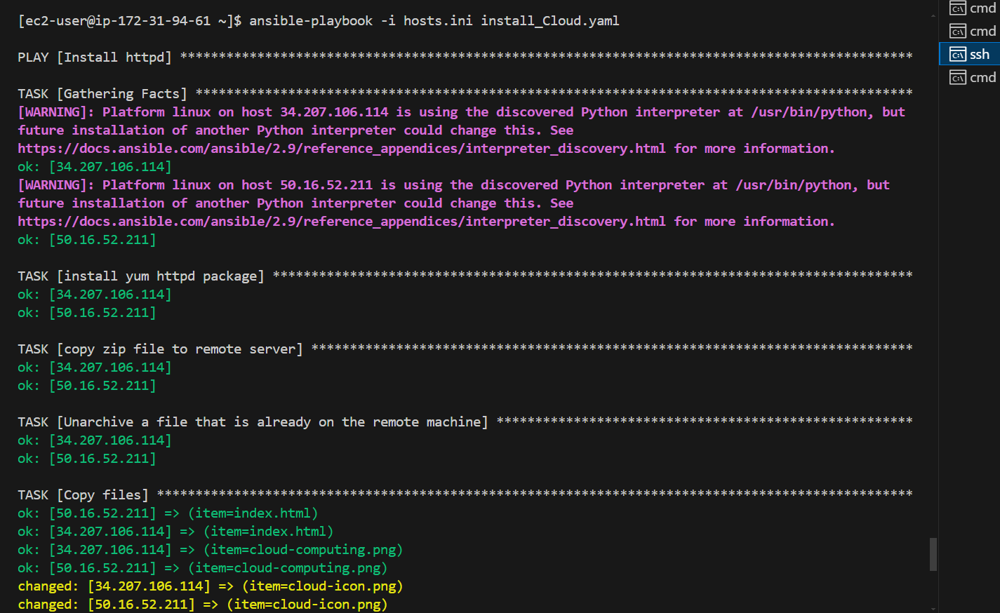 [ec2-user@ip-172-31-94-61 ~]$ ansible-playbook -i hosts.ini install_Cloud.yaml
PLAY [Install httpd] ***********************************************************************************************
TASK [Gathering Facts] *********************************************************************************************
[WARNING]: Platform linux on host 34.207.106.114 is using the discovered Python interpreter at /usr/bin/python, but
future installation of another Python interpreter could change this. See
https://docs.ansible.com/ansible/2.9/reference_appendices/interpreter_discovery.html for more information.
ok: [34.207.106.114]
[WARNING]: Platform linux on host 50.16.52.211 is using the discovered Python interpreter at /usr/bin/python, but
future installation of another Python interpreter could change this. See
https://docs.ansible.com/ansible/2.9/reference_appendices/interpreter_discovery.html for more information.
ok: [50.16.52.211]
TASK [install yum httpd package] ***********************************************************************************
ok: [34.207.106.114]
ok: [50.16.52.211]
TASK [copy zip file to remote server] ******************************************************************************
ok: [34.207.106.114]
ok: [50.16.52.211]
TASK [Unarchive a file that is already on the remote machine] ******************************************************
ok: [34.207.106.114]
ok: [50.16.52.211]
TASK [Copy files] **************************************************************************************************
ok: [50.16.52.211] => (item=index.html)
ok: [34.207.106.114] => (item=index.html)
ok: [34.207.106.114] => (item=cloud-computing.png)
ok: [50.16.52.211] => (item=cloud-computing.png)
changed: [34.207.106.114] => (item=cloud-icon.png)
changed: [50.16.52.211] => (item=cloud-icon.png)
cmd
cmd
ssh
cmd